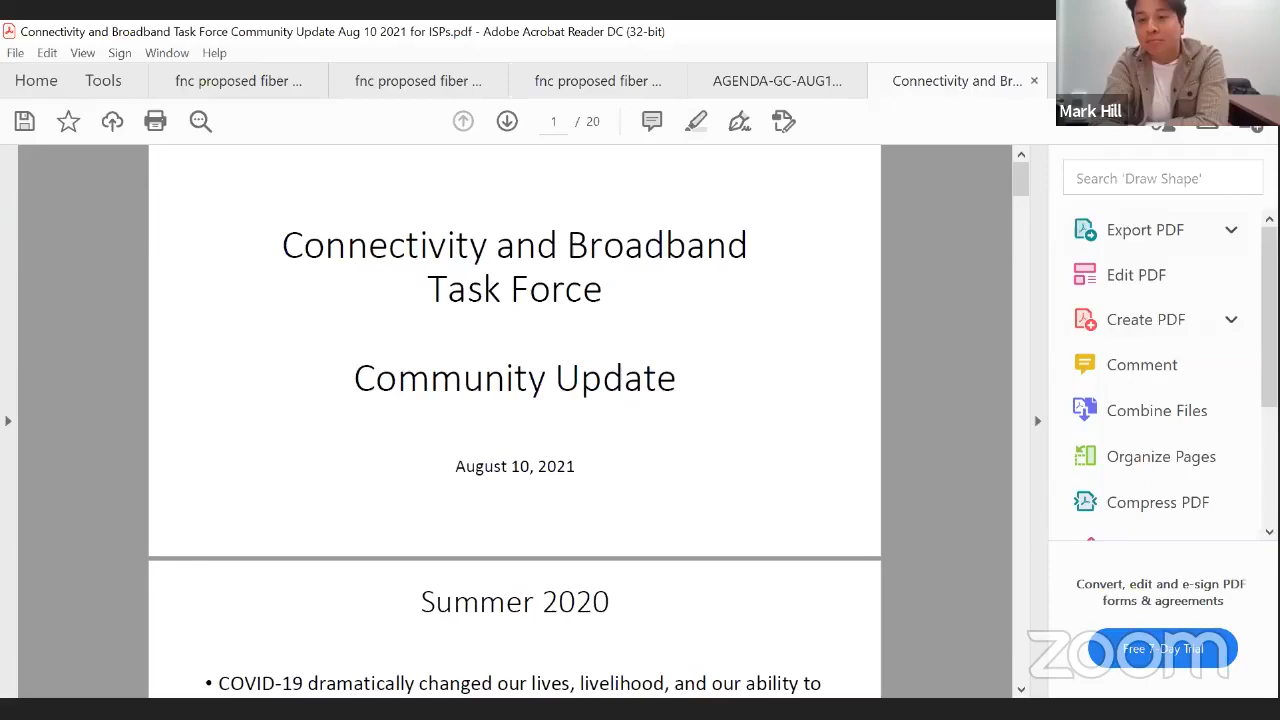 Connectivity and Broadband Task Force Community Update Aug 10 2021 for ISPs.pdf - Adobe Acrobat Reader DC (32-bit)
File Edit View Sign Window Help
Home Tools fnc proposed fiber ... fnc proposed fiber ... fnc proposed fiber ... AGENDA-GC-AUG1... Connectivity and Br... ×
Mark Hill
1 / 20
Search 'Draw Shape'
Connectivity and Broadband
Task Force
Community Update
August 10, 2021
Summer 2020
• COVID-19 dramatically changed our lives, livelihood, and our ability to
Export PDF
Edit PDF
Create PDF
Comment
Combine Files
Organize Pages
Compress PDF
Convert, edit and e-sign PDF
forms & agreements
Free 7-Day Trial
zoom